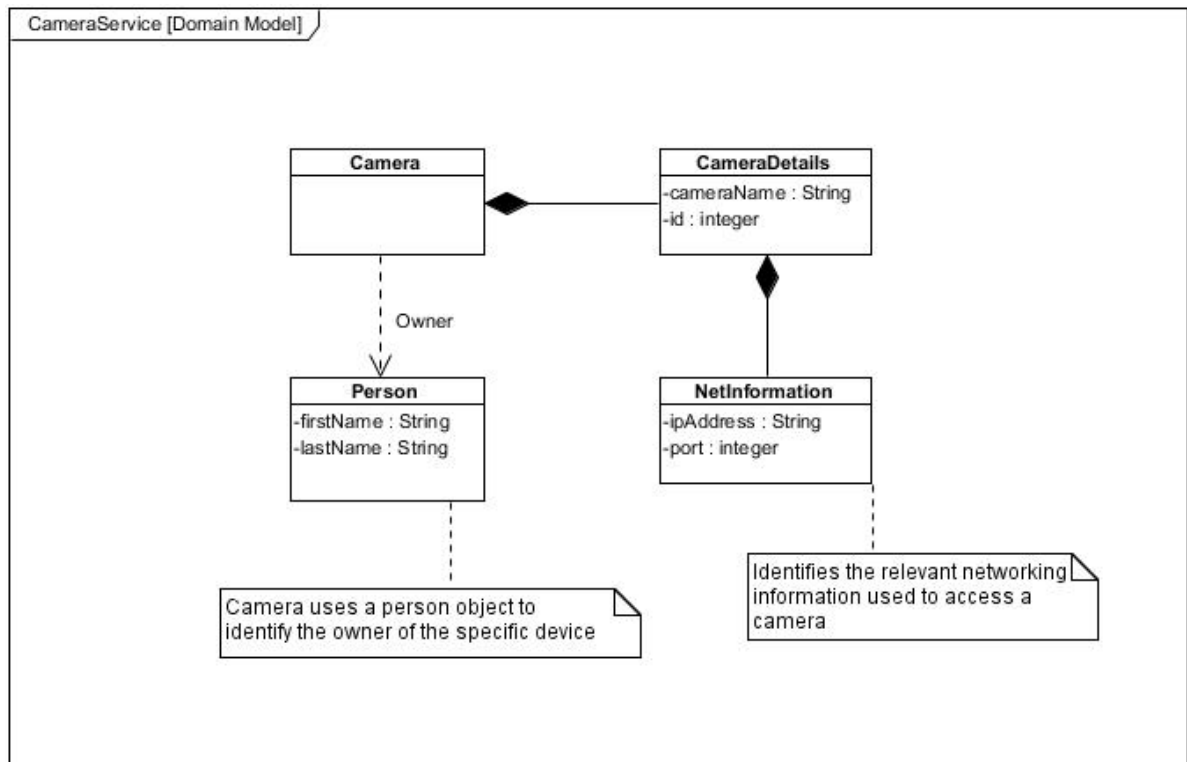 CameraService [Domain Model]
Camera
CameraDetails
-cameraName : String
-id : integer
Owner
Person
-firstName : String
-lastName : String
NetInformation
-ipAddress : String
-port : integer
Camera uses a person object to
identify the owner of the specific device
Identifies the relevant networking
information used to access a
camera